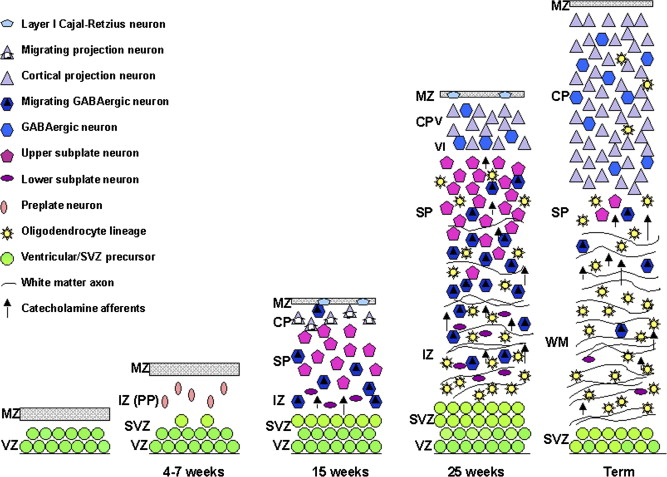 Layer I Cajal-Retzius neuron
Migrating projection neuron
Cortical projection neuron
Migrating GABAergic neuron
GABAergic neuron
Upper subplate neuron
Lower subplate neuron
Preplate neuron
Oligodendrocyte lineage
Ventricular/SVZ precursor
White matter axon
Catecholamine afferents
MZ
VZ
MZ
IZ (PP)
SVZ
VZ
4-7 weeks
MZ
CP
SP
IZ
SVZ
VZ
15 weeks
MZ
CP V
VI
SP
IZ
SVZ
SVZ
VZ
25 weeks
MZ
CP
SP
WM
SVZ
Term